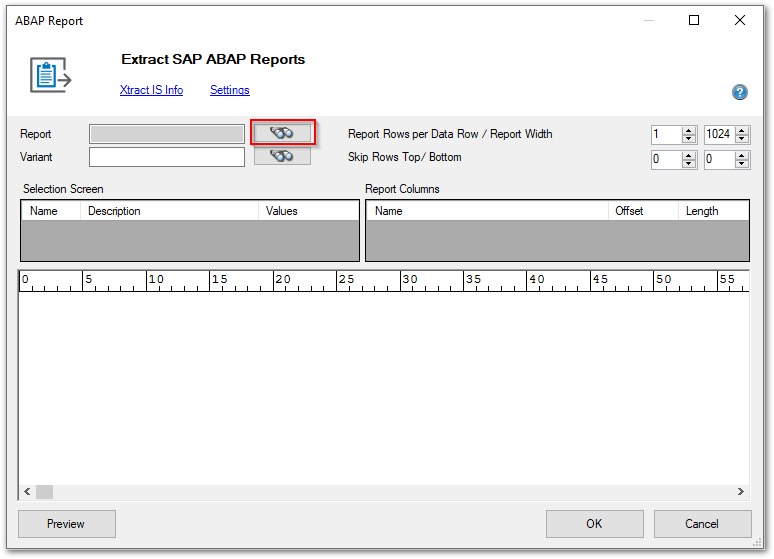 ABAP Report
Extract SAP ABAP Reports
Xtract IS Info Settings
?
Report Report Rows per Data Row / Report Width 1 1024
Variant Skip Rows Top/ Bottom 0 0
Selection Screen Report Columns
Name Description Values Name Offset Length
0 5 10 15 20 25 30 35 40 45 50 55
Preview OK Cancel